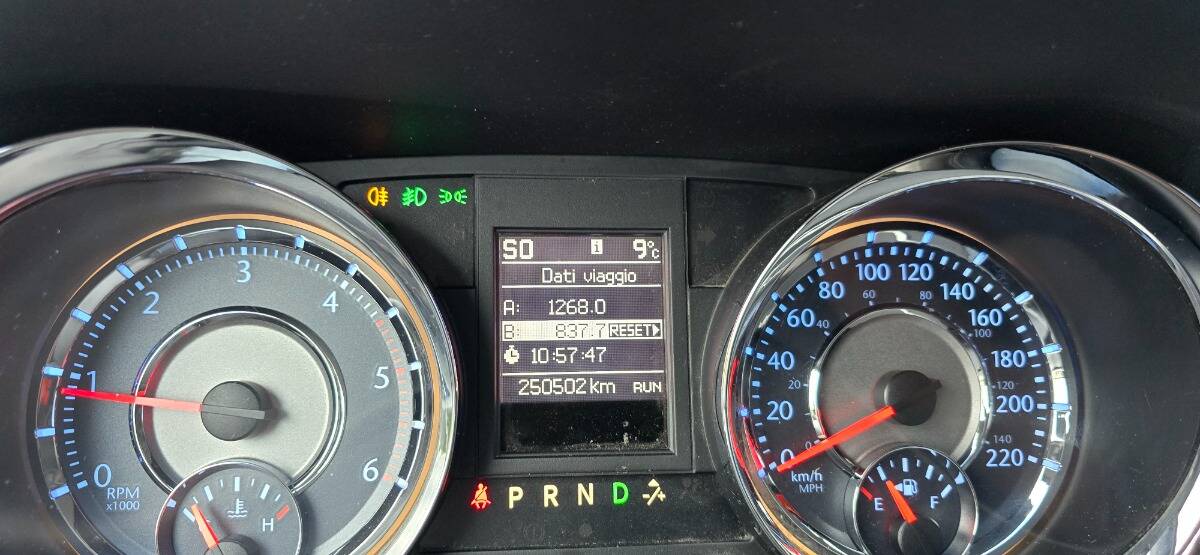 SO i 9°C
Dati viaggio
A: 1268.0
B: 837.7 RESET
10:57:47
250502 km RUN
P R N D
0 1 2 3 4 5 6
RPM
x1000
H
0 20 40 60 80 100 120 140 160 180 200 220
0 20 40 60 80 100 120 140
km/h
MPH
E F